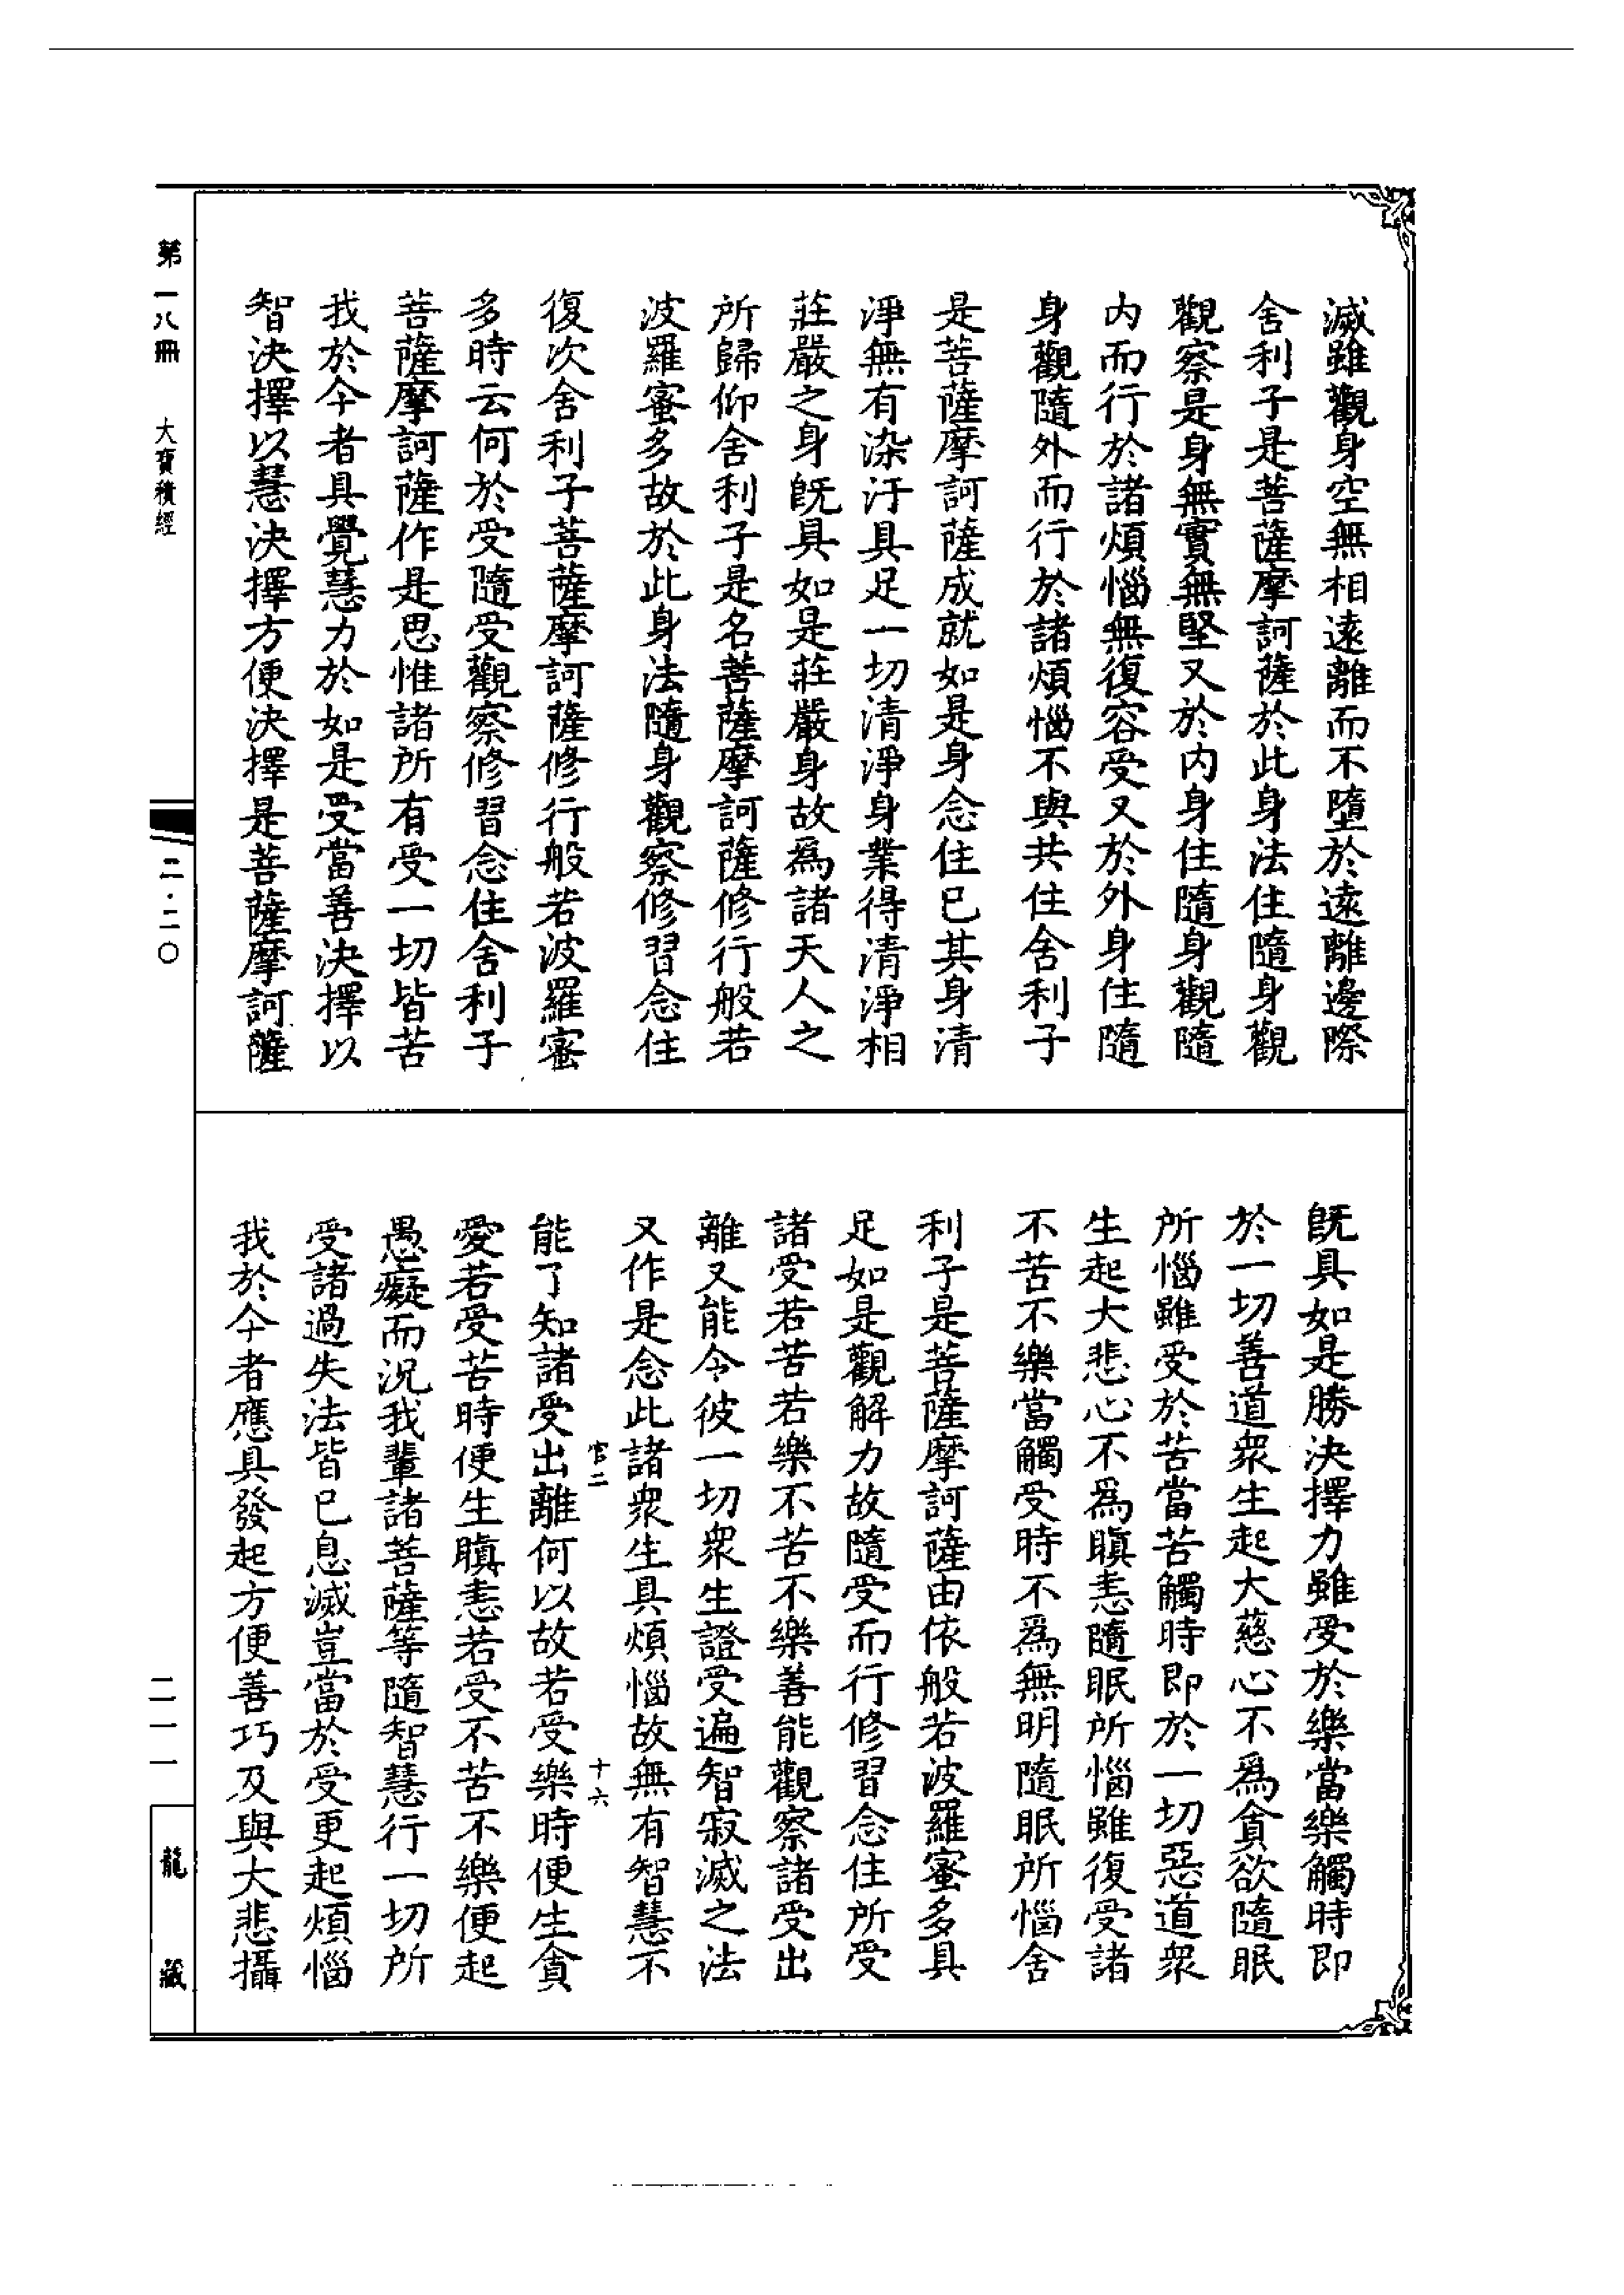 滅雖觀身空無相遠離而不墮於遠離邊際
舍利子是菩薩摩訶薩於此身法住隨身觀
觀察是身無實無堅又於内身住隨身觀隨
内而行於諸煩惱無復容受又於外身住隨
身觀隨外而行於諸煩惱不與共住舍利子
是菩薩摩訶薩成就如是身念住已其身清
淨無有染汙具足一切清淨身業得清淨相
莊嚴之身既具如是莊嚴身故爲諸天人之
所歸仰舍利子是名菩薩摩訶薩修行般若
波羅蜜多故於此身法隨身觀察修習念住
復次舍利子菩薩摩訶薩修行般若波羅蜜
多時云何於受隨受觀察修習念住舍利子
菩薩摩訶薩作是思惟諸所有受一切皆苦
我於今者具覺慧力於如是受當善決擇以
智決擇以慧決擇方便決擇是菩薩摩訶薩
既具如是勝決擇力雖受於樂當樂觸時即
於一切善道衆生起大慈心不爲貪欲隨眠
所惱雖受於苦當苦觸時即於一切惡道衆
生起大悲心不爲瞋恚隨眠所惱雖復受諸
不苦不樂當觸受時不爲無明隨眠所惱舍
利子是菩薩摩訶薩由依般若波羅蜜多具
足如是觀解力故隨受而行修習念住所受
諸受若苦若樂不苦不樂善能觀察諸受出
離又能令彼一切衆生證受遍智寂滅之法
又作是念此諸衆生具煩惱故無有智慧不
官二 十六
能了知諸受出離何以故若受樂時便生貪
愛若受苦時便生瞋恚若受不苦不樂便起
愚癡而況我輩諸菩薩等隨智慧行一切所
受諸過失法皆已息滅豈當於受更起煩惱
我於今者應具發起方便善巧及與大悲攝
第一八冊 大寶積經
二·二〇
二一一
龍藏